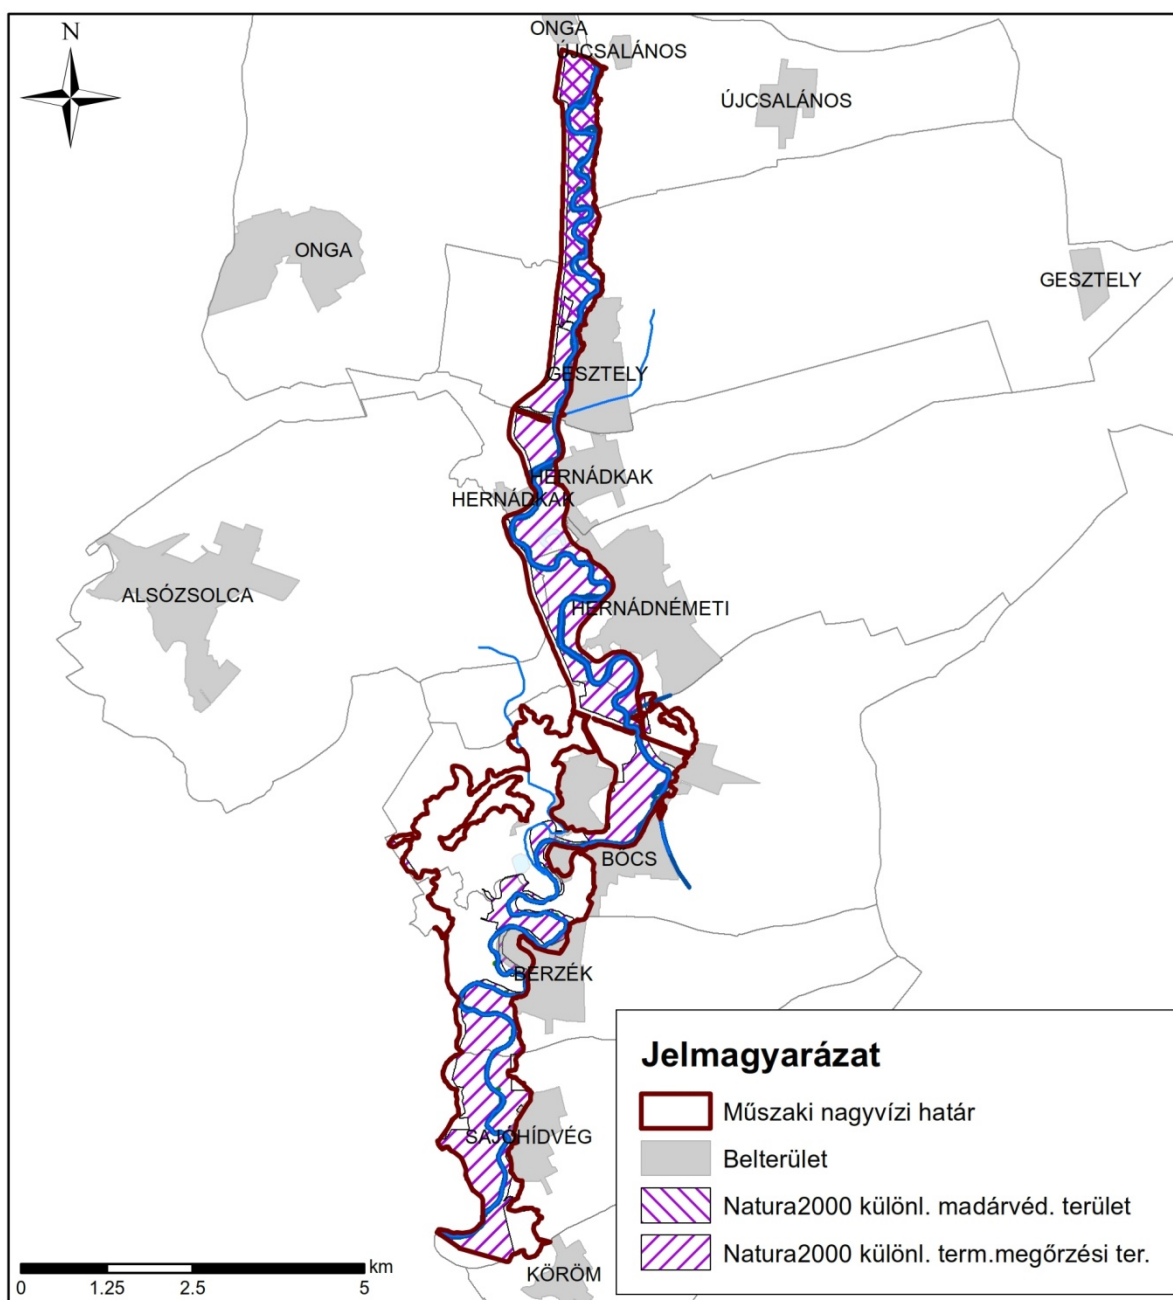 N
ONGA
ÚJCSALÁNOS
ÚJCSALÁNOS
ONGA
GESZTELY
GESZTELY
HERNÁDKAK
HERNÁDKAK
ALSÓZSOLCA
HERNÁDNÉMETI
BŐCS
BERZÉK
SAJÓHÍDVÉG
KÖRÖM
Jelmagyarázat
Műszaki nagyvízi határ
Belterület
Natura2000 különl. madárvéd. terület
Natura2000 különl. term.megőrzési ter.
km
0 1.25 2.5 5